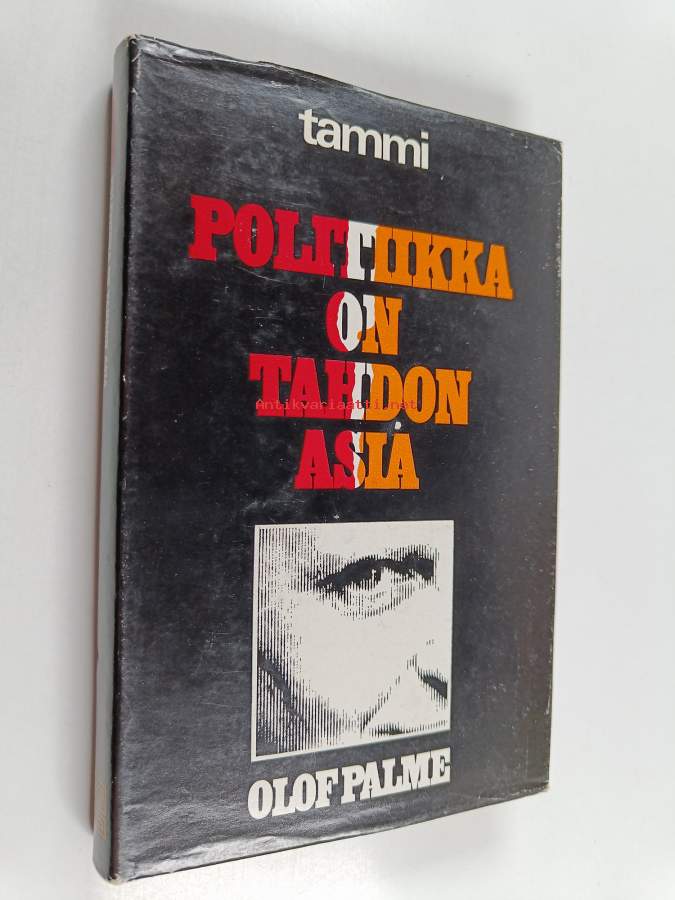 tammi
POLITIIKKA
ON
TAHDON
Antikvariaatti.net
ASIA
OLOF PALME